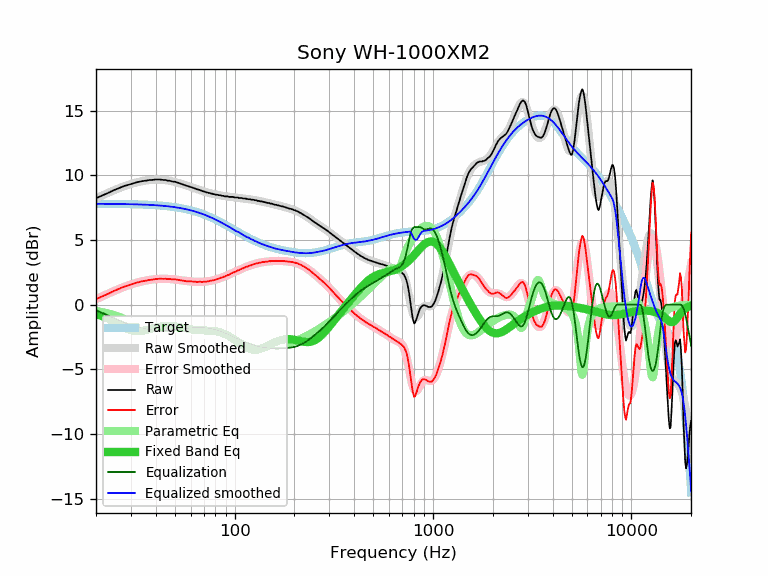 Sony WH-1000XM2
Amplitude (dBr)
15
10
5
0
−5
−10
−15
Target
Raw Smoothed
Error Smoothed
Raw
Error
Parametric Eq
Fixed Band Eq
Equalization
Equalized smoothed
100
1000
10000
Frequency (Hz)